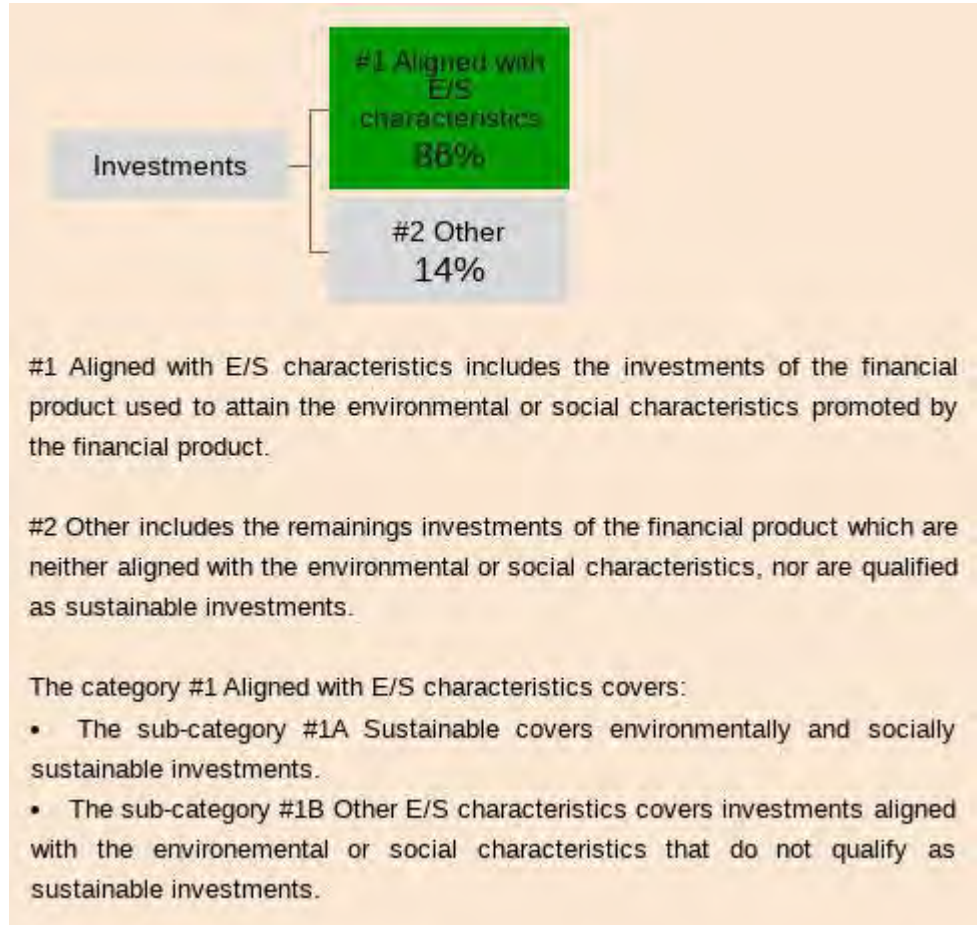 #1 Aligned with
E/S
characteristics
86%
Investments
#2 Other
14%
#1 Aligned with E/S characteristics includes the investments of the financial
product used to attain the environmental or social characteristics promoted by
the financial product.
#2 Other includes the remainings investments of the financial product which are
neither aligned with the environmental or social characteristics, nor are qualified
as sustainable investments.
The category #1 Aligned with E/S characteristics covers:
• The sub-category #1A Sustainable covers environmentally and socially
sustainable investments.
• The sub-category #1B Other E/S characteristics covers investments aligned
with the environemental or social characteristics that do not qualify as
sustainable investments.